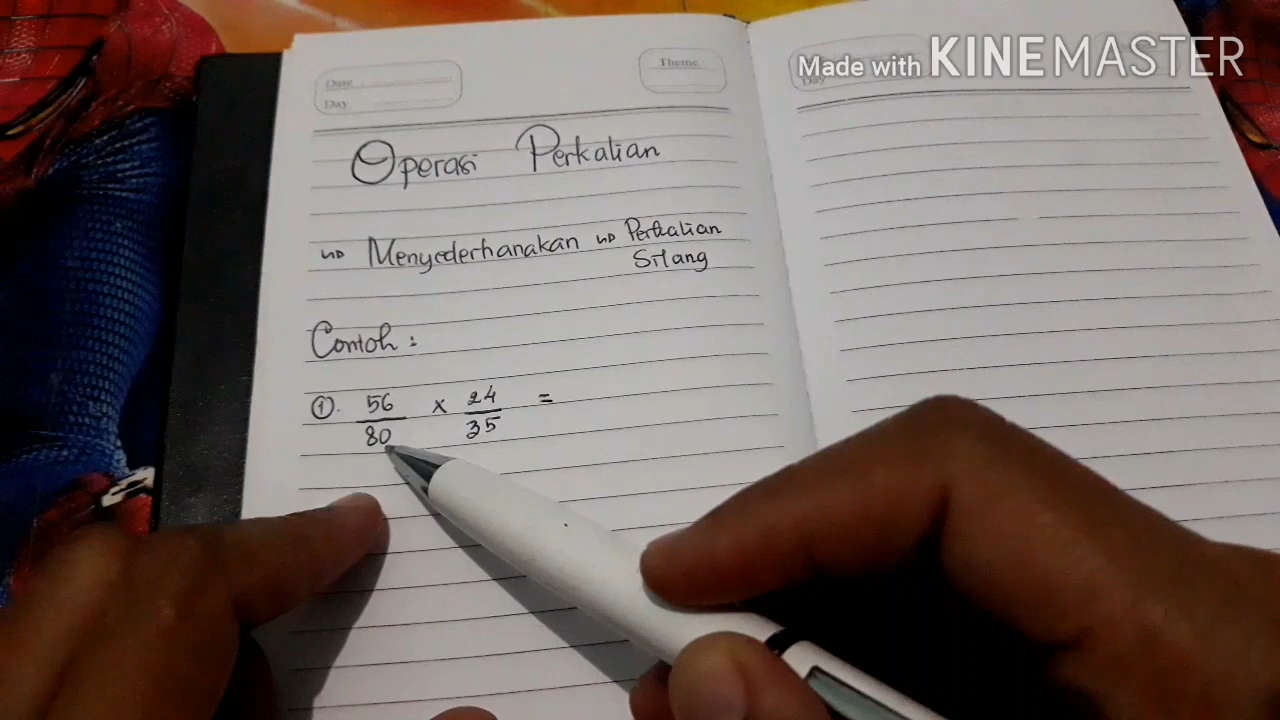 Made with KINEMASTER
Date
Day
Theme
Day
Operasi Perkalian
Menyederhanakan Perkalian
Silang
Contoh :
①. 56/80 × 24/35 =